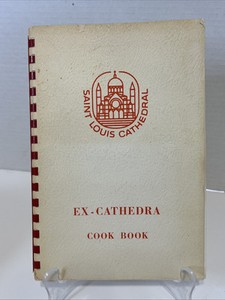 SAINT LOUIS CATHEDRAL
EX-CATHEDRA
COOK BOOK